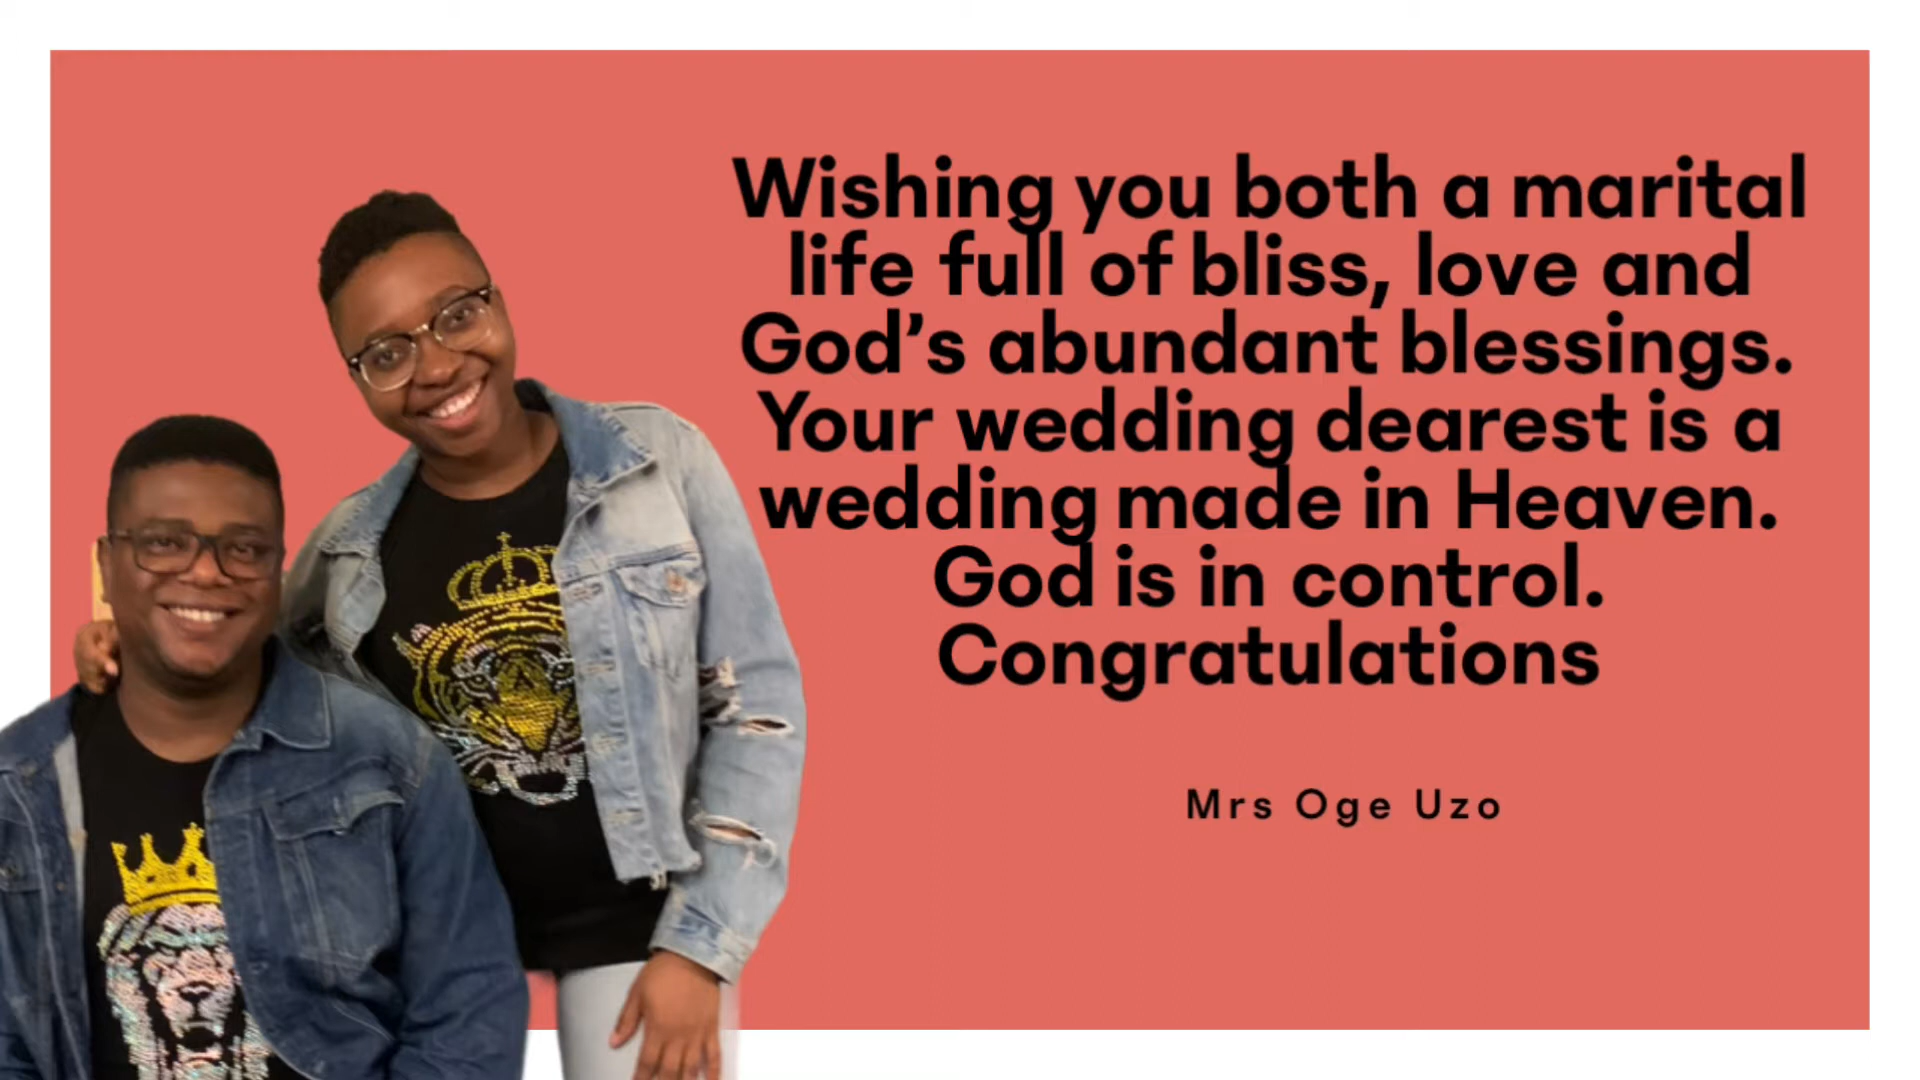 Wishing you both a marital
life full of bliss, love and
God’s abundant blessings.
Your wedding dearest is a
wedding made in Heaven.
God is in control.
Congratulations
Mrs Oge Uzo